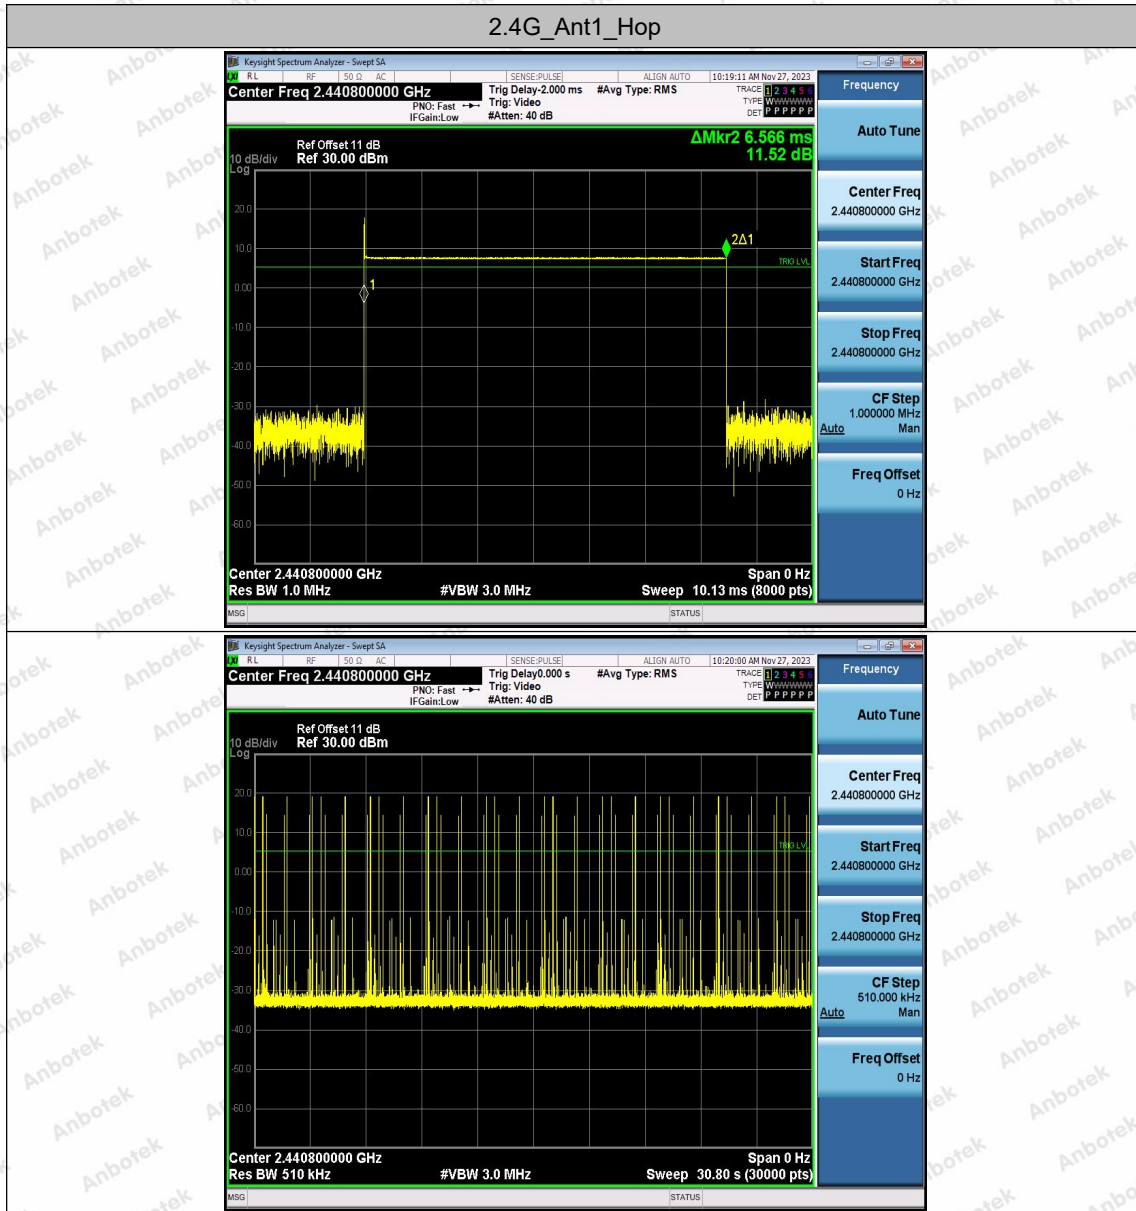 2.4G_Ant1_Hop
Keysight Spectrum Analyzer - Swept SA
LXI RL RF 50 Ω AC SENSE:PULSE ALIGN AUTO 10:19:11 AM Nov 27, 2023
Center Freq 2.440800000 GHz
PNO: Fast
IFGain:Low
Trig Delay-2.000 ms
Trig: Video
#Atten: 40 dB
#Avg Type: RMS
TRACE 1 2 3 4 5 6
TYPE WWWWWW
DET P P P P P P
Frequency
Auto Tune
Center Freq
2.440800000 GHz
Start Freq
2.440800000 GHz
Stop Freq
2.440800000 GHz
CF Step
1.000000 MHz
Auto Man
Freq Offset
0 Hz
ΔMkr2 6.566 ms
11.52 dB
Ref Offset 11 dB
10 dB/div Ref 30.00 dBm
Log
20.0
10.0
0.00
-10.0
-20.0
-30.0
-40.0
-50.0
-60.0
2Δ1
TRIG LVL
1
Center 2.440800000 GHz Span 0 Hz
Res BW 1.0 MHz #VBW 3.0 MHz Sweep 10.13 ms (8000 pts)
MSG STATUS
Keysight Spectrum Analyzer - Swept SA
LXI RL RF 50 Ω AC SENSE:PULSE ALIGN AUTO 10:20:00 AM Nov 27, 2023
Center Freq 2.440800000 GHz
PNO: Fast
IFGain:Low
Trig Delay0.000 s
Trig: Video
#Atten: 40 dB
#Avg Type: RMS
TRACE 1 2 3 4 5 6
TYPE WWWWWW
DET P P P P P P
Frequency
Auto Tune
Center Freq
2.440800000 GHz
Start Freq
2.440800000 GHz
Stop Freq
2.440800000 GHz
CF Step
510.000 kHz
Auto Man
Freq Offset
0 Hz
Ref Offset 11 dB
10 dB/div Ref 30.00 dBm
Log
20.0
10.0
0.00
-10.0
-20.0
-30.0
-40.0
-50.0
-60.0
TRIG LVL
Center 2.440800000 GHz Span 0 Hz
Res BW 510 kHz #VBW 3.0 MHz Sweep 30.80 s (30000 pts)
MSG STATUS
Anbotek